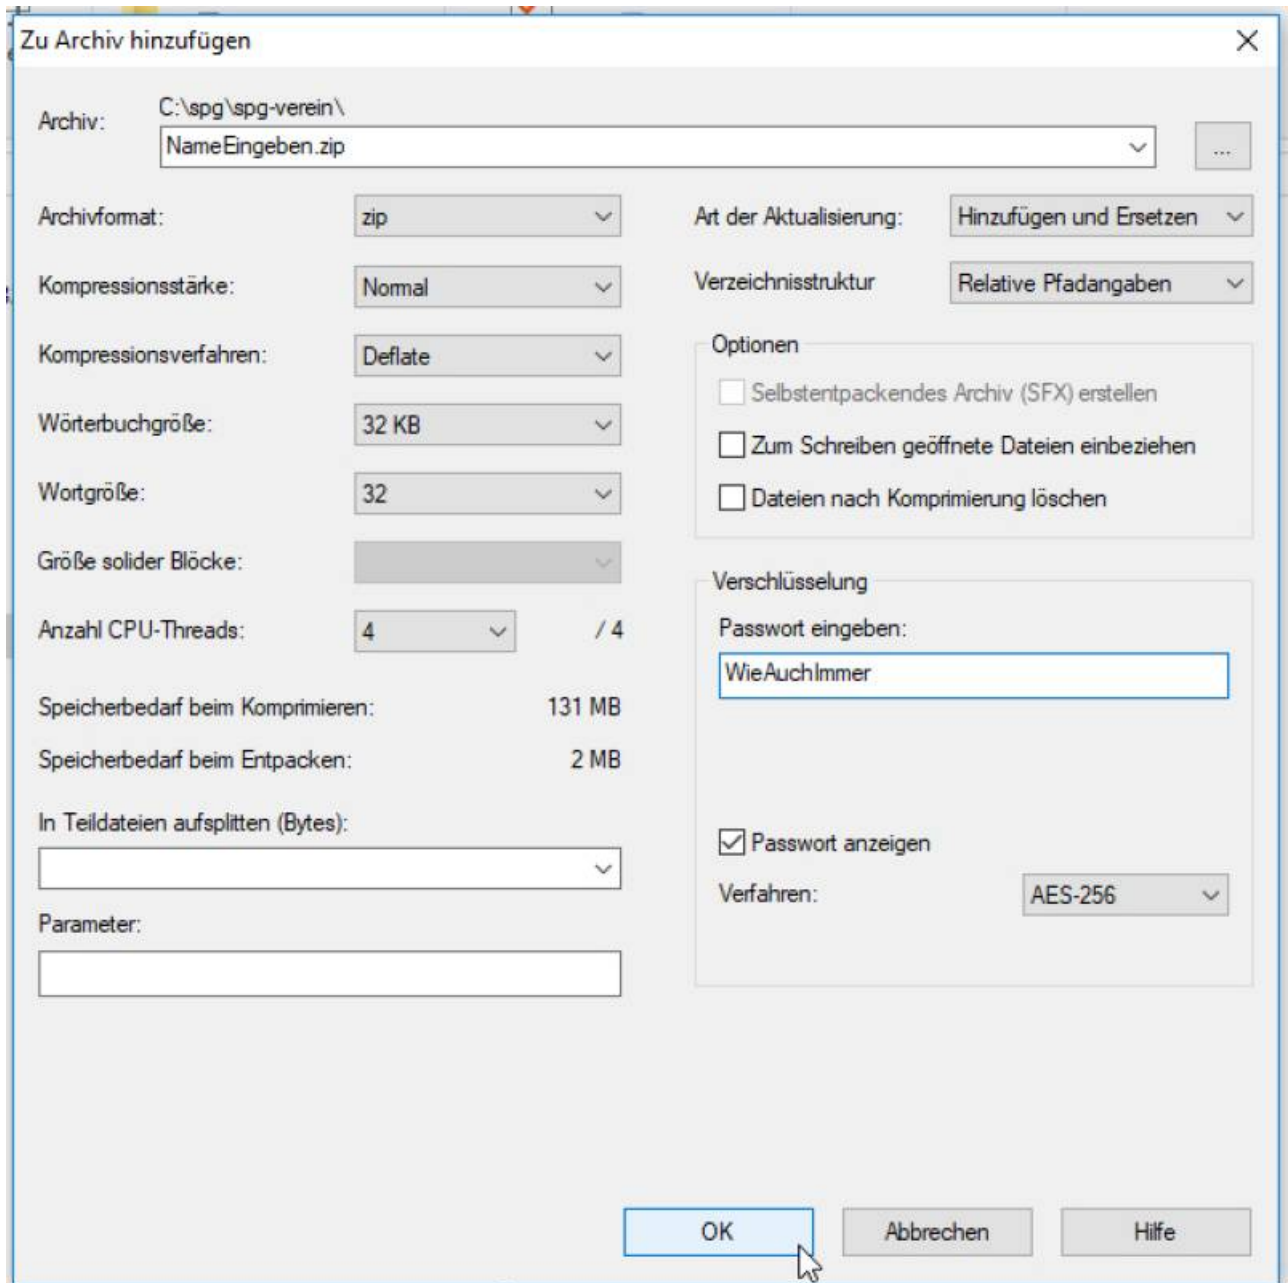 Zu Archiv hinzufügen
Archiv:
C:\spg\spg-verein\
NameEingeben.zip
...
Archivformat:
zip
Kompressionsstärke:
Normal
Kompressionsverfahren:
Deflate
Wörterbuchgröße:
32 KB
Wortgröße:
32
Größe solider Blöcke:
Anzahl CPU-Threads:
4
/ 4
Speicherbedarf beim Komprimieren:
131 MB
Speicherbedarf beim Entpacken:
2 MB
In Teildateien aufsplitten (Bytes):
Parameter:
Art der Aktualisierung:
Hinzufügen und Ersetzen
Verzeichnisstruktur
Relative Pfadangaben
Optionen
Selbstentpackendes Archiv (SFX) erstellen
Zum Schreiben geöffnete Dateien einbeziehen
Dateien nach Komprimierung löschen
Verschlüsselung
Passwort eingeben:
WieAuchImmer
Passwort anzeigen
Verfahren:
AES-256
OK
Abbrechen
Hilfe